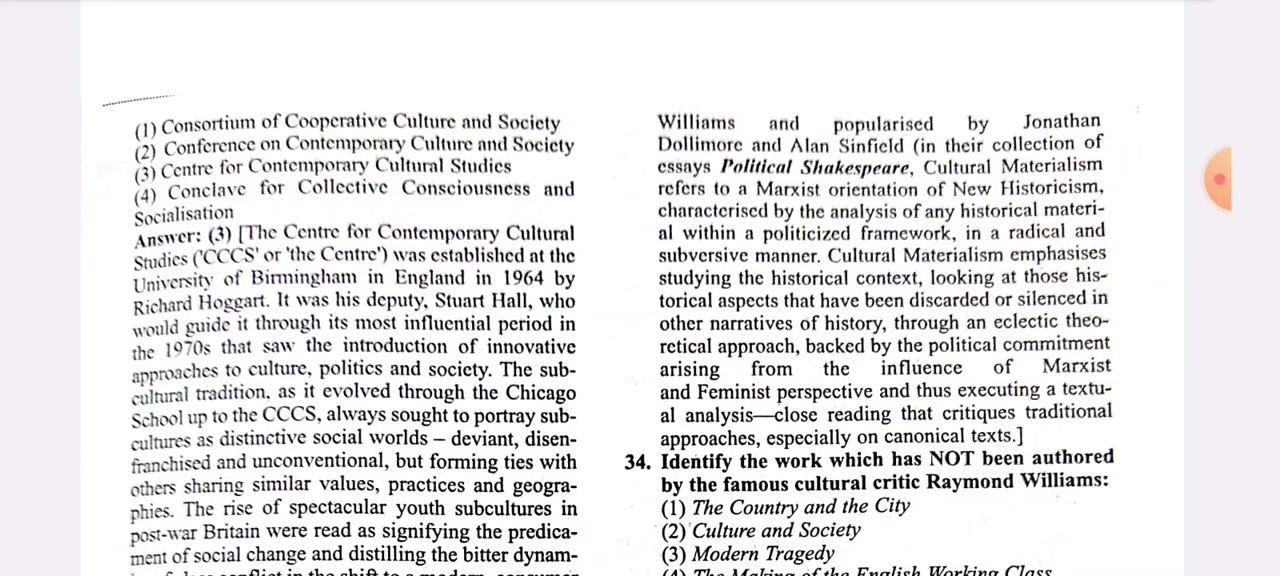 (1) Consortium of Cooperative Culture and Society
(2) Conference on Contemporary Culture and Society
(3) Centre for Contemporary Cultural Studies
(4) Conclave for Collective Consciousness and
Socialisation
Answer: (3) [The Centre for Contemporary Cultural
Studies ('CCCS' or 'the Centre') was established at the
University of Birmingham in England in 1964 by
Richard Hoggart. It was his deputy, Stuart Hall, who
would guide it through its most influential period in
the 1970s that saw the introduction of innovative
approaches to culture, politics and society. The sub-
cultural tradition, as it evolved through the Chicago
School up to the CCCS, always sought to portray sub-
cultures as distinctive social worlds – deviant, disen-
franchised and unconventional, but forming ties with
others sharing similar values, practices and geogra-
phies. The rise of spectacular youth subcultures in
post-war Britain were read as signifying the predica-
ment of social change and distilling the bitter dynam-
Williams and popularised by Jonathan
Dollimore and Alan Sinfield (in their collection of
essays Political Shakespeare, Cultural Materialism
refers to a Marxist orientation of New Historicism,
characterised by the analysis of any historical materi-
al within a politicized framework, in a radical and
subversive manner. Cultural Materialism emphasises
studying the historical context, looking at those his-
torical aspects that have been discarded or silenced in
other narratives of history, through an eclectic theo-
retical approach, backed by the political commitment
arising from the influence of Marxist
and Feminist perspective and thus executing a textu-
al analysis—close reading that critiques traditional
approaches, especially on canonical texts.]
34. Identify the work which has NOT been authored
by the famous cultural critic Raymond Williams:
(1) The Country and the City
(2) Culture and Society
(3) Modern Tragedy
(4) The Making of the English Working Class